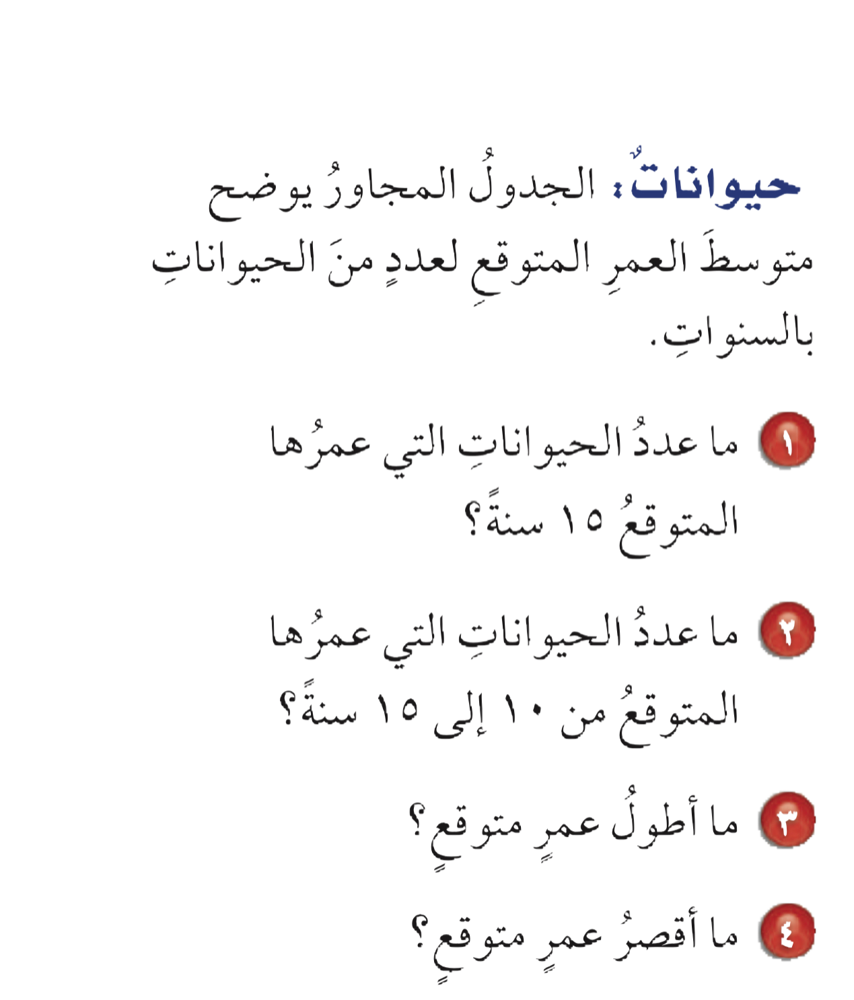 حيواناتٌ: الجدولُ المجاورُ يوضح
متوسطَ العمرِ المتوقعِ لعددٍ منَ الحيواناتِ
بالسنواتِ.
١ ما عددُ الحيواناتِ التي عمرُها
المتوقعُ ١٥ سنةً؟
٢ ما عددُ الحيواناتِ التي عمرُها
المتوقعُ من ١٠ إلى ١٥ سنةً؟
٣ ما أطولُ عمرٍ متوقعٍ؟
٤ ما أقصرُ عمرٍ متوقعٍ؟